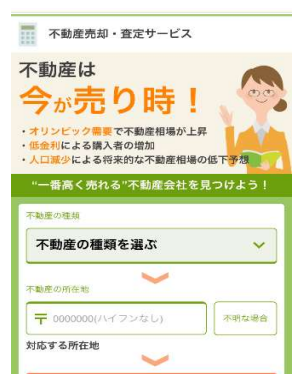 不動産売却・査定サービス
不動産は
今が売り時！
・オリンピック需要で不動産相場が上昇
・低金利による購入者の増加
・人口減少による将来的な不動産相場の低下予想
“一番高く売れる”不動産会社を見つけよう！
不動産の種類
不動産の種類を選ぶ
不動産の所在地
〒 0000000(ハイフンなし) 不明な場合
対応する所在地